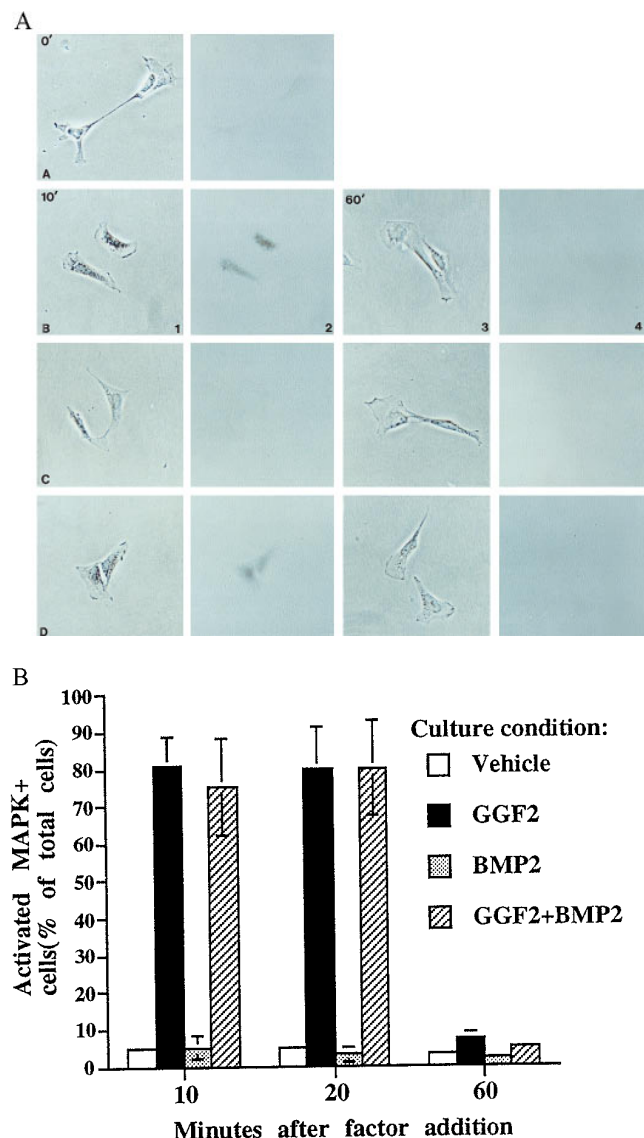 A
0'
A
10'
60'
B
1
2
3
4
C
D
B
Activated MAPK+
cells(% of total cells)
100
90
80
70
60
50
40
30
20
10
0
Culture condition:
Vehicle
GGF2
BMP2
GGF2+BMP2
10
20
60
Minutes after factor addition